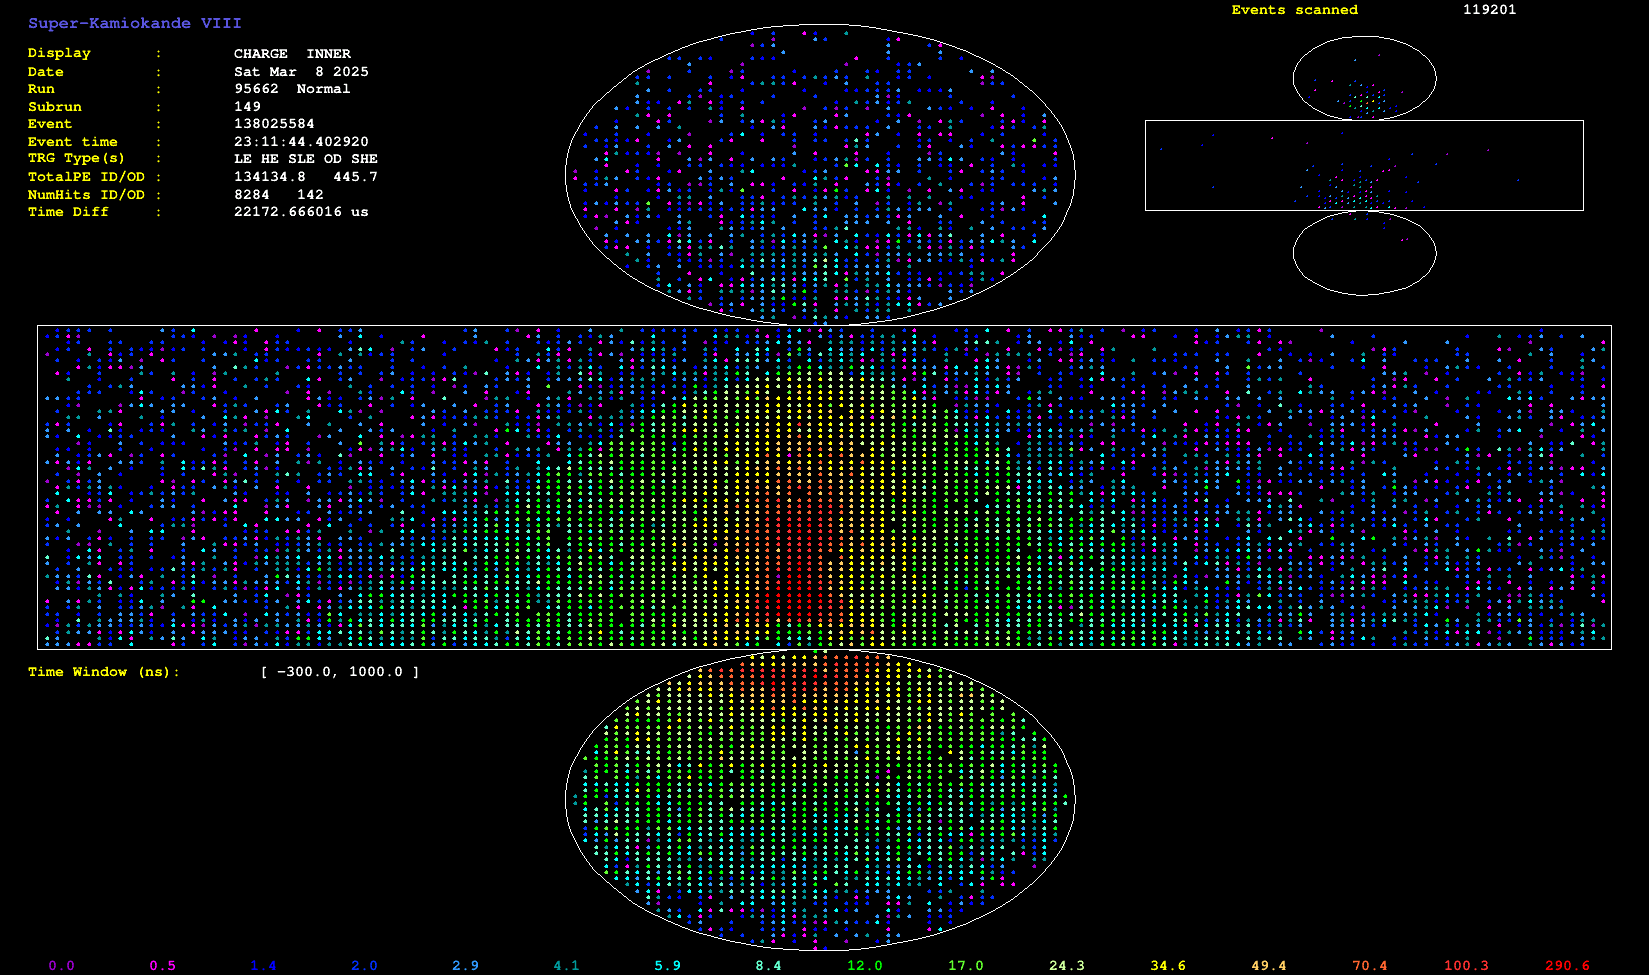 Super-Kamiokande VIII
Events scanned 119201
Display : CHARGE INNER
Date : Sat Mar 8 2025
Run : 95662 Normal
Subrun : 149
Event : 138025584
Event time : 23:11:44.402920
TRG Type(s) : LE HE SLE OD SHE
TotalPE ID/OD : 134134.8 445.7
NumHits ID/OD : 8284 142
Time Diff : 22172.666016 us
Time Window (ns): [ -300.0, 1000.0 ]
0.0 0.5 1.4 2.0 2.9 4.1 5.9 8.4 12.0 17.0 24.3 34.6 49.4 70.4 100.3 290.6